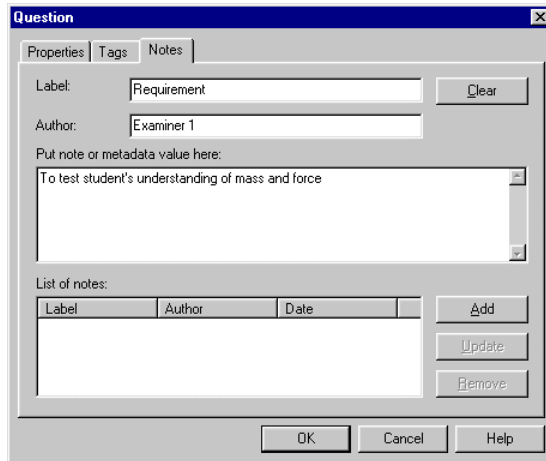 Question
Properties Tags Notes
Label: Requirement Clear
Author: Examiner 1
Put note or metadata value here:
To test student's understanding of mass and force
List of notes:
Label Author Date Add
Update
Remove
OK Cancel Help